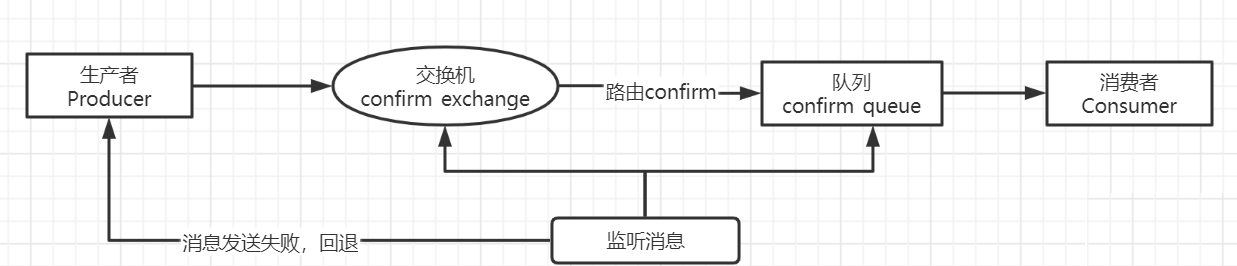 生产者
Producer
交换机
confirm exchange
路由confirm
队列
confirm queue
消费者
Consumer
消息发送失败，回退
监听消息